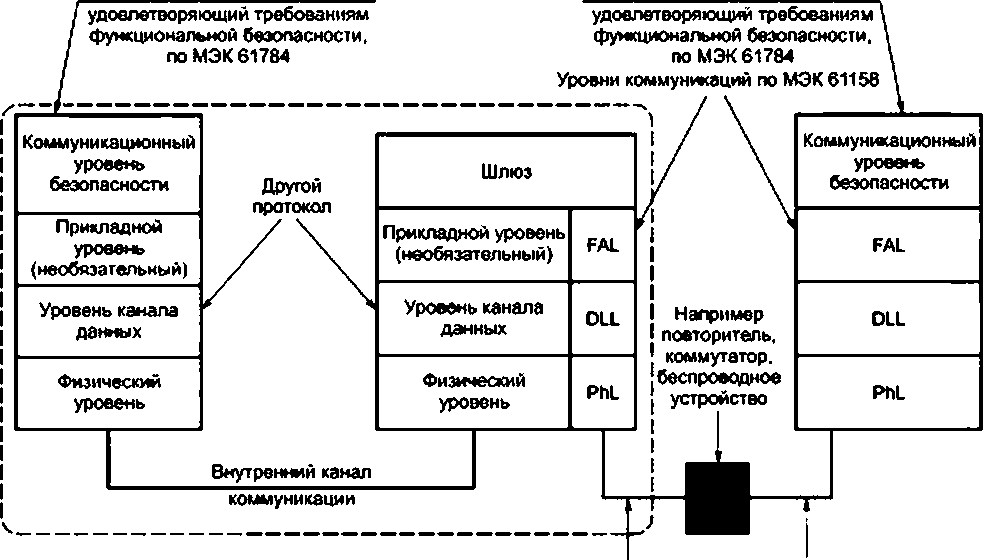 удовлетворяющий требованиям
функциональной безопасности,
по МЭК 61784
удовлетворяющий требованиям
функциональной безопасности,
по МЭК 61784
Уровни коммуникаций по МЭК 61158
Коммуникационный
уровень
безопасности
Прикладной
уровень
(необязательный)
Уровень канала
данных
Физический
уровень
Другой
протокол
Шлюз
Прикладной уровень
(необязательный)
FAL
Уровень канала
данных
DLL
Физический
уровень
PhL
Например
повторитель,
коммутатор,
беспроводное
устройство
Коммуникационный
уровень
безопасности
FAL
DLL
PhL
Внутренний канал
коммуникации